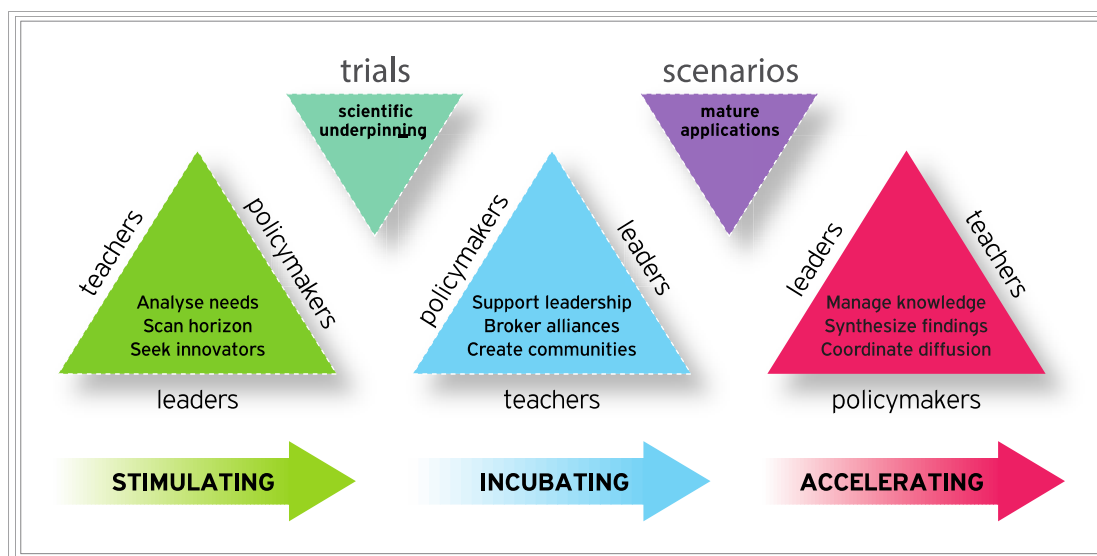 trials
scientific
underpinning
scenarios
mature
applications
teachers
policymakers
Analyse needs
Scan horizon
Seek innovators
leaders
policymakers
leaders
Support leadership
Broker alliances
Create communities
teachers
leaders
teachers
Manage knowledge
Synthesize findings
Coordinate diffusion
policymakers
STIMULATING
INCUBATING
ACCELERATING